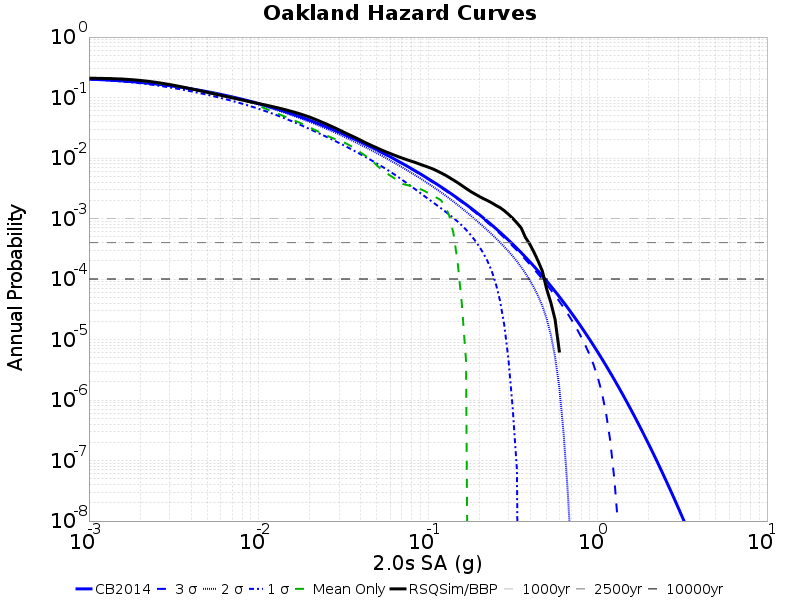 Oakland Hazard Curves
10^0
10^-1
10^-2
10^-3
10^-4
10^-5
10^-6
10^-7
10^-8
Annual Probability
10^-3 10^-2 10^-1 10^0 10^1
2.0s SA (g)
CB2014 3 σ 2 σ 1 σ Mean Only RSQSim/BBP 1000yr 2500yr 10000yr